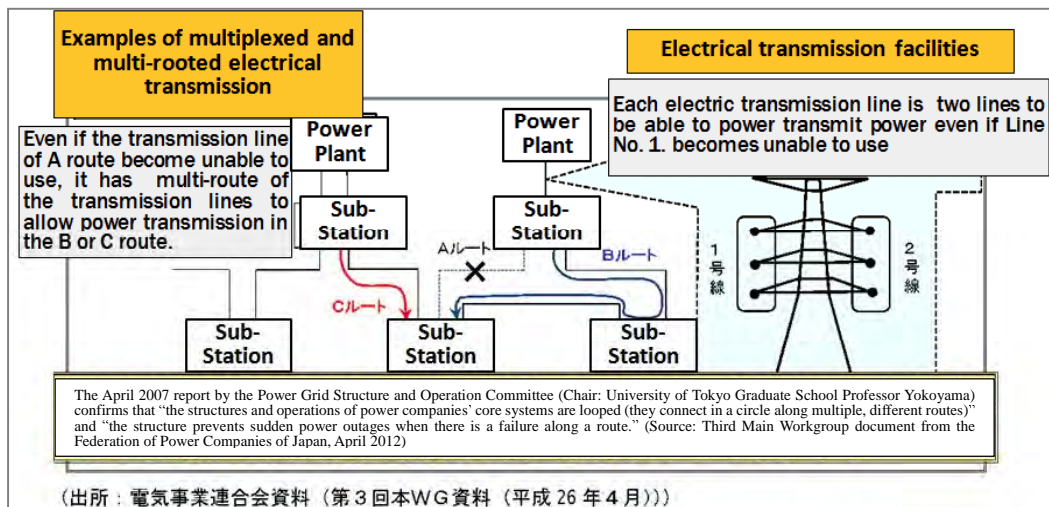 Examples of multiplexed and
multi-rooted electrical
transmission
Electrical transmission facilities
Even if the transmission line
of A route become unable to
use, it has multi-route of
the transmission lines to
allow power transmission in
the B or C route.
Each electric transmission line is two lines to
be able to power transmit power even if Line
No. 1. becomes unable to use
Power
Plant
Power
Plant
Sub-
Station
Sub-
Station
Aルート
Bルート
Cルート
1号線
2号線
Sub-
Station
Sub-
Station
Sub-
Station
The April 2007 report by the Power Grid Structure and Operation Committee (Chair: University of Tokyo Graduate School Professor Yokoyama)
confirms that “the structures and operations of power companies’ core systems are looped (they connect in a circle along multiple, different routes)”
and “the structure prevents sudden power outages when there is a failure along a route.” (Source: Third Main Workgroup document from the
Federation of Power Companies of Japan, April 2012)
(出所：電気事業連合会資料（第３回本WG資料（平成26年４月）））